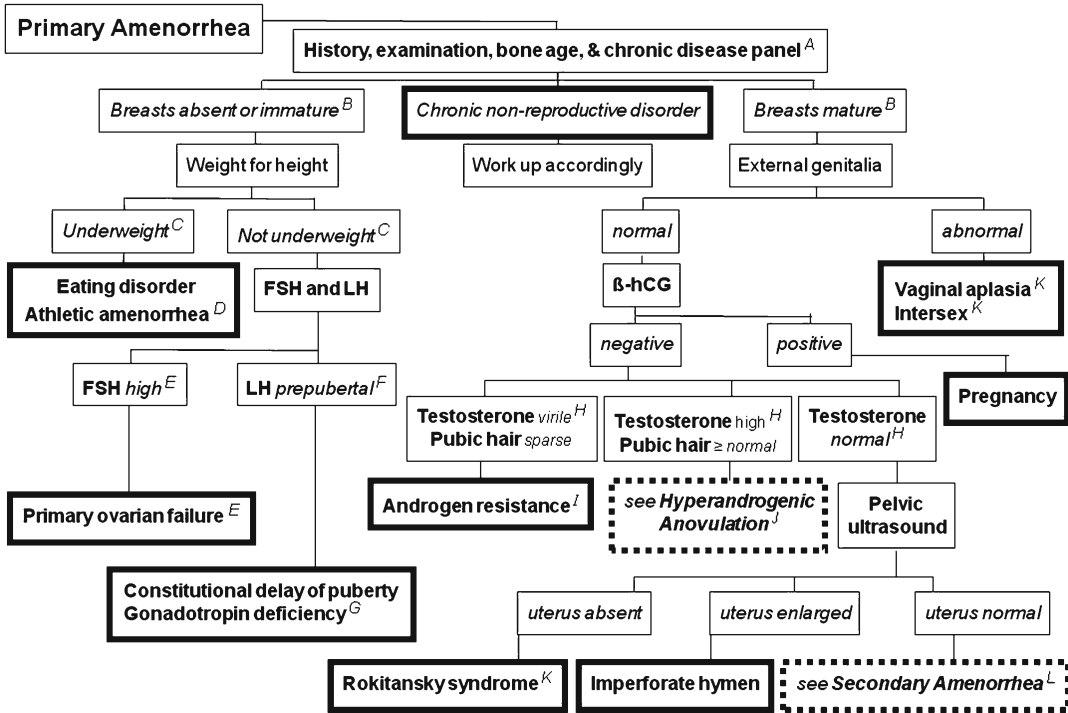 Primary Amenorrhea
History, examination, bone age, & chronic disease panel A
Breasts absent or immature B
Chronic non-reproductive disorder
Breasts mature B
Weight for height
Work up accordingly
External genitalia
Underweight C
Not underweight C
normal
abnormal
Eating disorder
Athletic amenorrhea D
FSH and LH
ß-hCG
Vaginal aplasia K
Intersex K
negative
positive
FSH high E
LH prepubertal F
Pregnancy
Testosterone virile H
Pubic hair sparse
Testosterone high H
Pubic hair ≥ normal
Testosterone
normal H
Primary ovarian failure E
Androgen resistance I
see Hyperandrogenic
Anovulation J
Pelvic
ultrasound
Constitutional delay of puberty
Gonadotropin deficiency G
uterus absent
uterus enlarged
uterus normal
Rokitansky syndrome K
Imperforate hymen
see Secondary Amenorrhea L